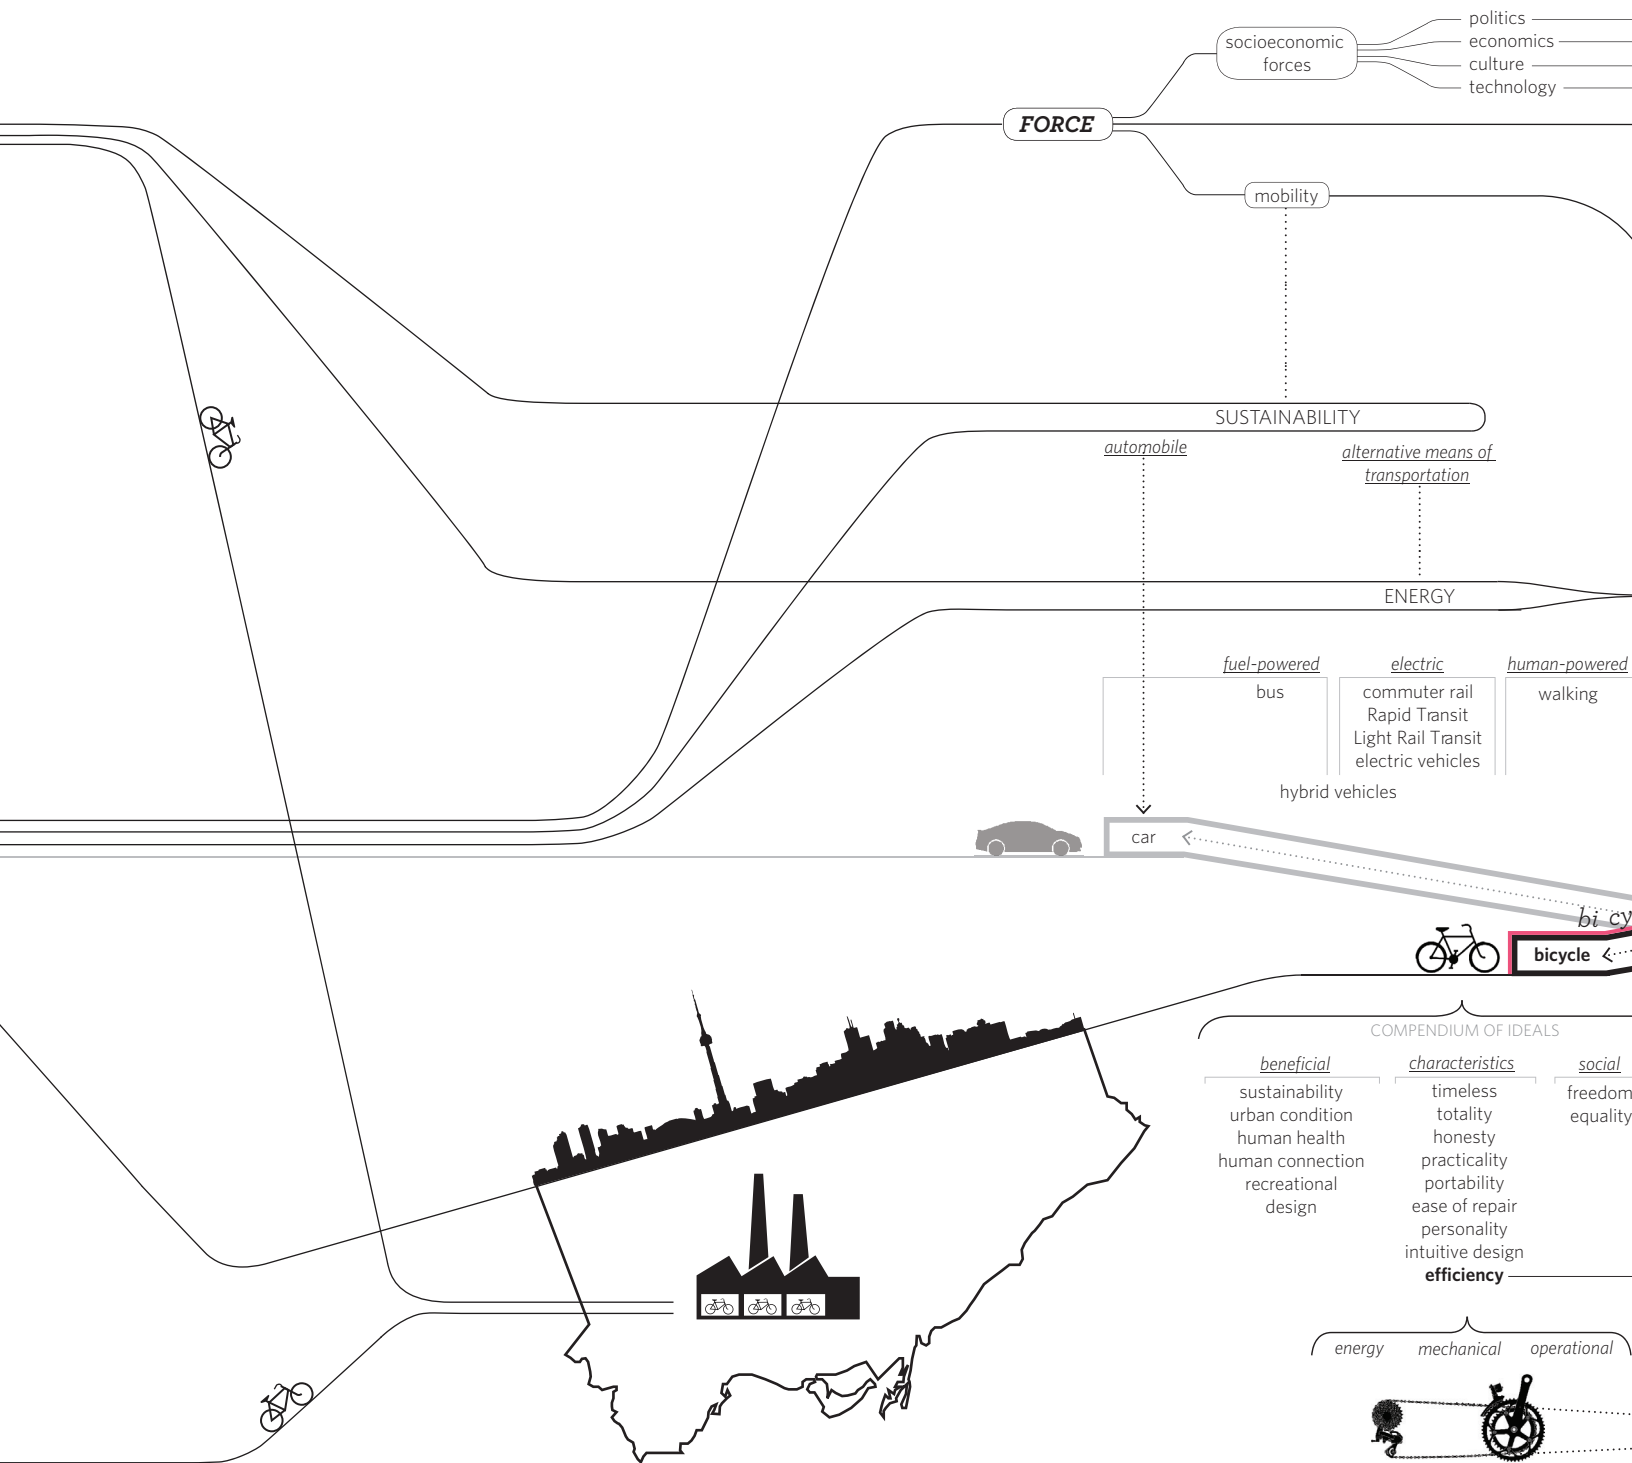 politics
socioeconomic
forces
economics
culture
technology
FORCE
mobility
SUSTAINABILITY
automobile
alternative means of
transportation
ENERGY
fuel-powered
bus
electric
commuter rail
Rapid Transit
Light Rail Transit
electric vehicles
human-powered
walking
hybrid vehicles
car
bi cy
bicycle
COMPENDIUM OF IDEALS
beneficial
sustainability
urban condition
human health
human connection
recreational
design
characteristics
timeless
totality
honesty
practicality
portability
ease of repair
personality
intuitive design
efficiency
social
freedom
equality
energy
mechanical
operational